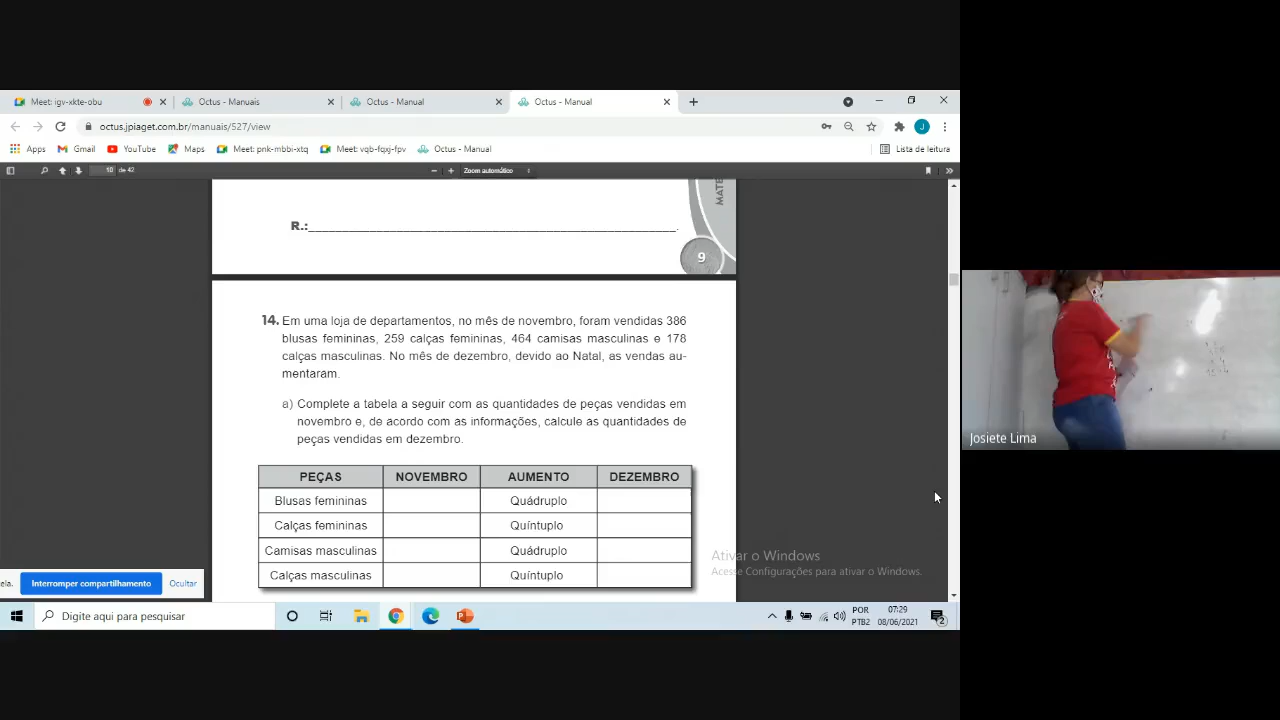 Meet: igv-xkte-obu
Octus - Manuais
Octus - Manual
Octus - Manual
octus.jpiaget.com.br/manuais/527/view
Apps Gmail YouTube Maps Meet: pnk-mbbi-xtq Meet: vqb-fqxj-fpv Octus - Manual Lista de leitura
10 de 42 Zoom automático
MATE
R.:
9
14. Em uma loja de departamentos, no mês de novembro, foram vendidas 386
blusas femininas, 259 calças femininas, 464 camisas masculinas e 178
calças masculinas. No mês de dezembro, devido ao Natal, as vendas au-
mentaram.
a) Complete a tabela a seguir com as quantidades de peças vendidas em
novembro e, de acordo com as informações, calcule as quantidades de
peças vendidas em dezembro.
PEÇAS NOVEMBRO AUMENTO DEZEMBRO
Blusas femininas Quádruplo
Calças femininas Quíntuplo
Camisas masculinas Quádruplo
Calças masculinas Quíntuplo
Ativar o Windows
Acesse Configurações para ativar o Windows.
ela. Interromper compartilhamento Ocultar
Digite aqui para pesquisar
POR
PTB2
07:29
08/06/2021
2
Josiete Lima